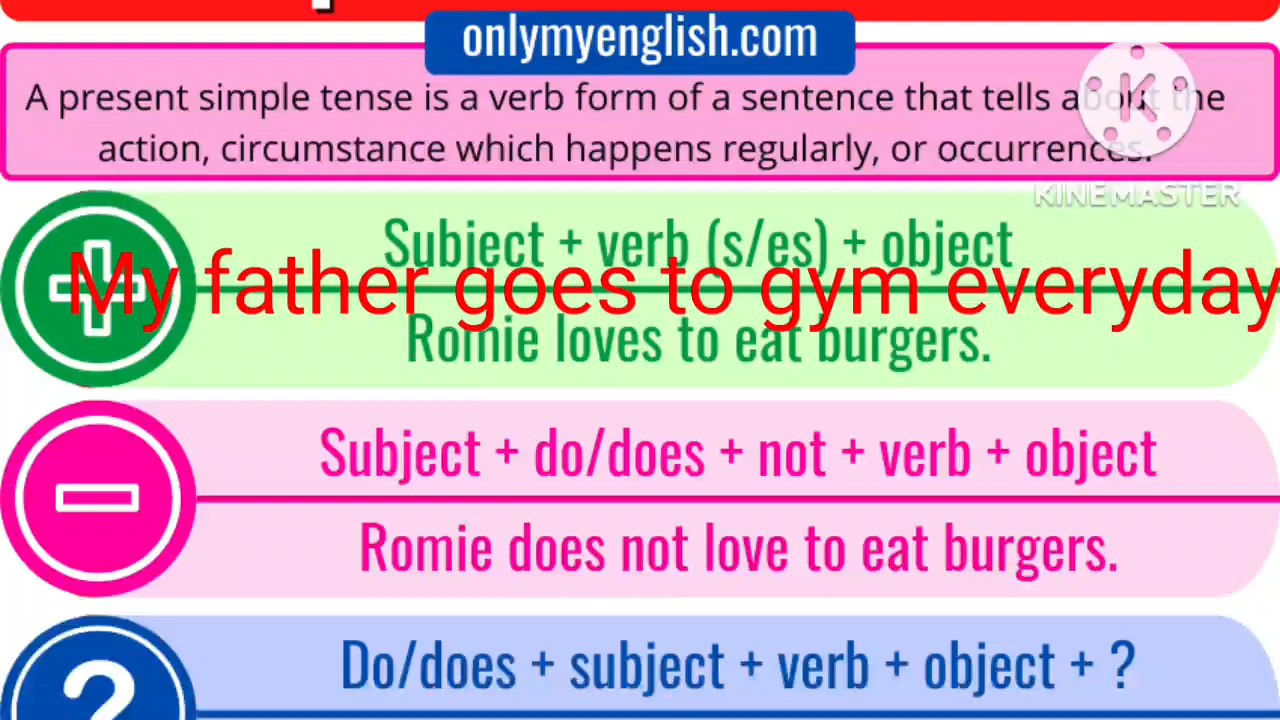 onlymyenglish.com
A present simple tense is a verb form of a sentence that tells about the
action, circumstance which happens regularly, or occurrences.
KINEMASTER
Subject + verb (s/es) + object
My father goes to gym everyday
Romie loves to eat burgers.
Subject + do/does + not + verb + object
Romie does not love to eat burgers.
Do/does + subject + verb + object + ?